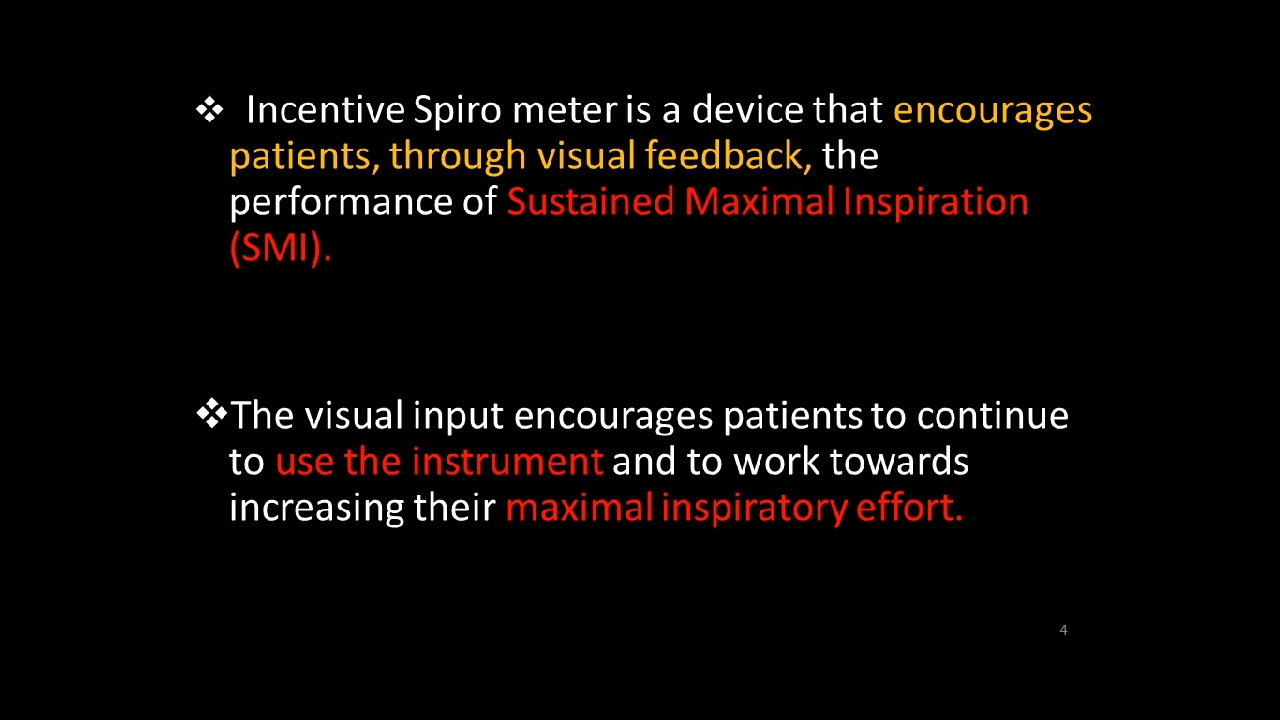 ❖ Incentive Spiro meter is a device that encourages
patients, through visual feedback, the
performance of Sustained Maximal Inspiration
(SMI).
❖The visual input encourages patients to continue
to use the instrument and to work towards
increasing their maximal inspiratory effort.
4